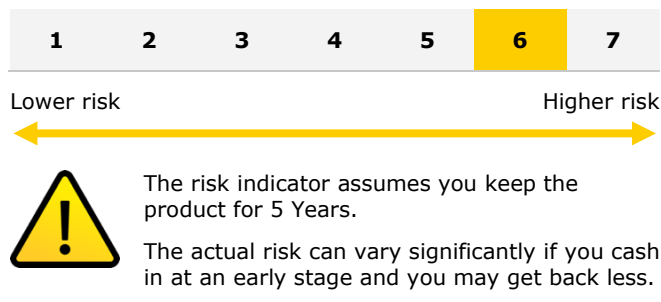 1 2 3 4 5 6 7
Lower risk Higher risk
!
The risk indicator assumes you keep the
product for 5 Years.
The actual risk can vary significantly if you cash
in at an early stage and you may get back less.